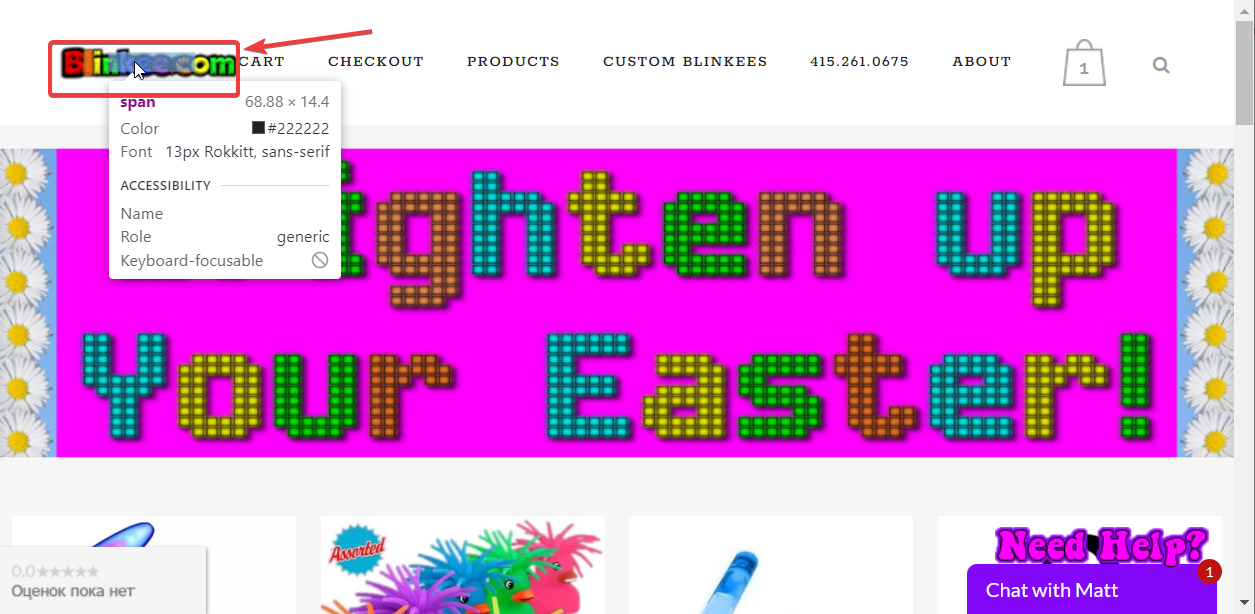 Blinkee.com
CART CHECKOUT PRODUCTS CUSTOM BLINKEES 415.261.0675 ABOUT
1
span 68.88 × 14.4
Color #222222
Font 13px Rokkitt, sans-serif
ACCESSIBILITY
Name
Role generic
Keyboard-focusable
ighten up
Your Easter!
Assorted
Need Help?
1
Chat with Matt
0,0★★★★★
Оценок пока нет